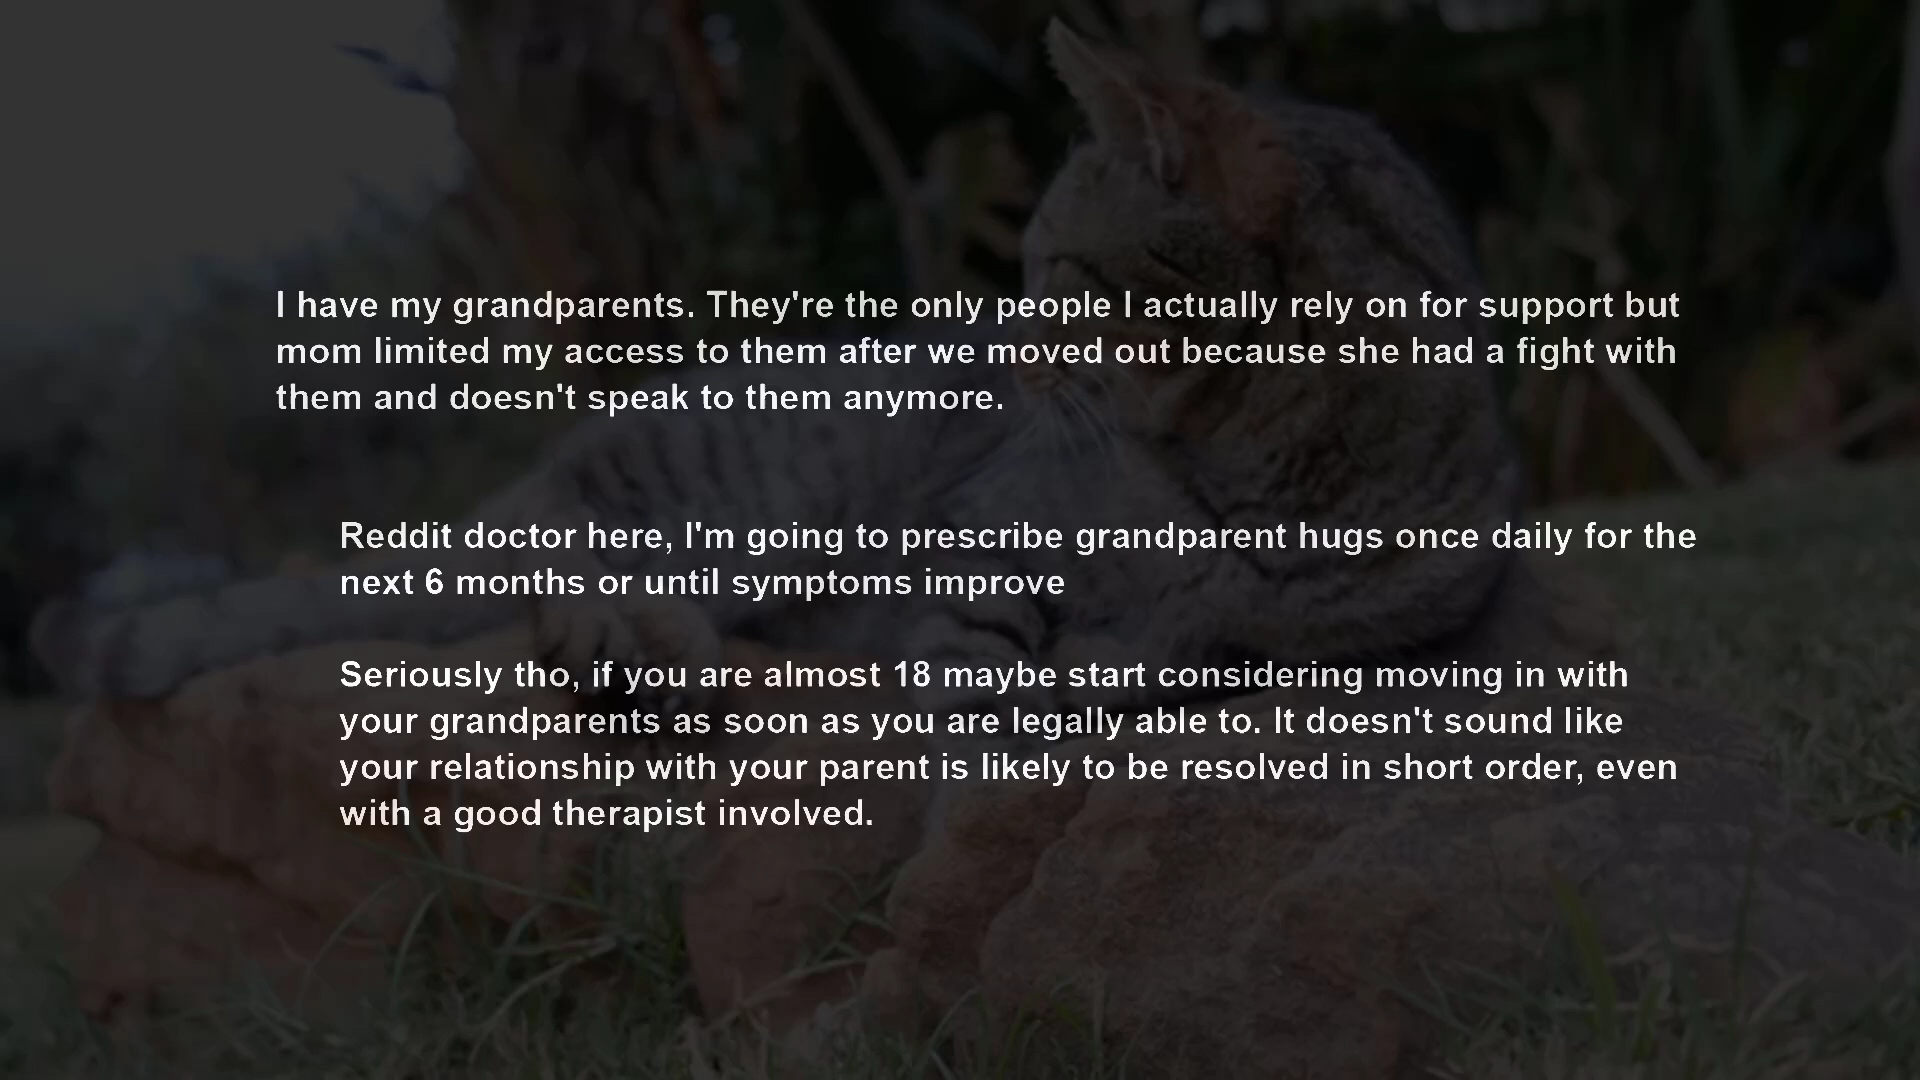 I have my grandparents. They're the only people I actually rely on for support but
mom limited my access to them after we moved out because she had a fight with
them and doesn't speak to them anymore.
Reddit doctor here, I'm going to prescribe grandparent hugs once daily for the
next 6 months or until symptoms improve
Seriously tho, if you are almost 18 maybe start considering moving in with
your grandparents as soon as you are legally able to. It doesn't sound like
your relationship with your parent is likely to be resolved in short order, even
with a good therapist involved.